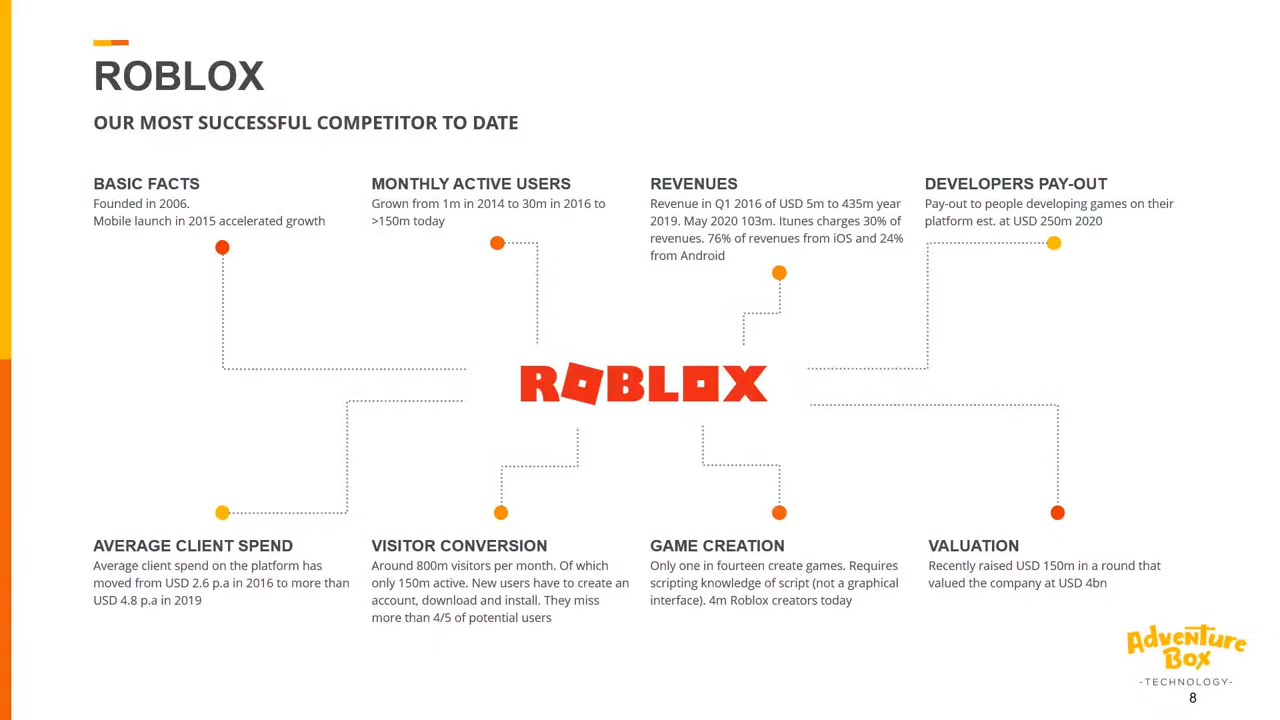 ROBLOX
OUR MOST SUCCESSFUL COMPETITOR TO DATE
BASIC FACTS
Founded in 2006.
Mobile launch in 2015 accelerated growth
MONTHLY ACTIVE USERS
Grown from 1m in 2014 to 30m in 2016 to
>150m today
REVENUES
Revenue in Q1 2016 of USD 5m to 435m year
2019. May 2020 103m. Itunes charges 30% of
revenues. 76% of revenues from iOS and 24%
from Android
DEVELOPERS PAY-OUT
Pay-out to people developing games on their
platform est. at USD 250m 2020
ROBLOX
AVERAGE CLIENT SPEND
Average client spend on the platform has
moved from USD 2.6 p.a in 2016 to more than
USD 4.8 p.a in 2019
VISITOR CONVERSION
Around 800m visitors per month. Of which
only 150m active. New users have to create an
account, download and install. They miss
more than 4/5 of potential users
GAME CREATION
Only one in fourteen create games. Requires
scripting knowledge of script (not a graphical
interface). 4m Roblox creators today
VALUATION
Recently raised USD 150m in a round that
valued the company at USD 4bn
Adventure
Box
-TECHNOLOGY-
8